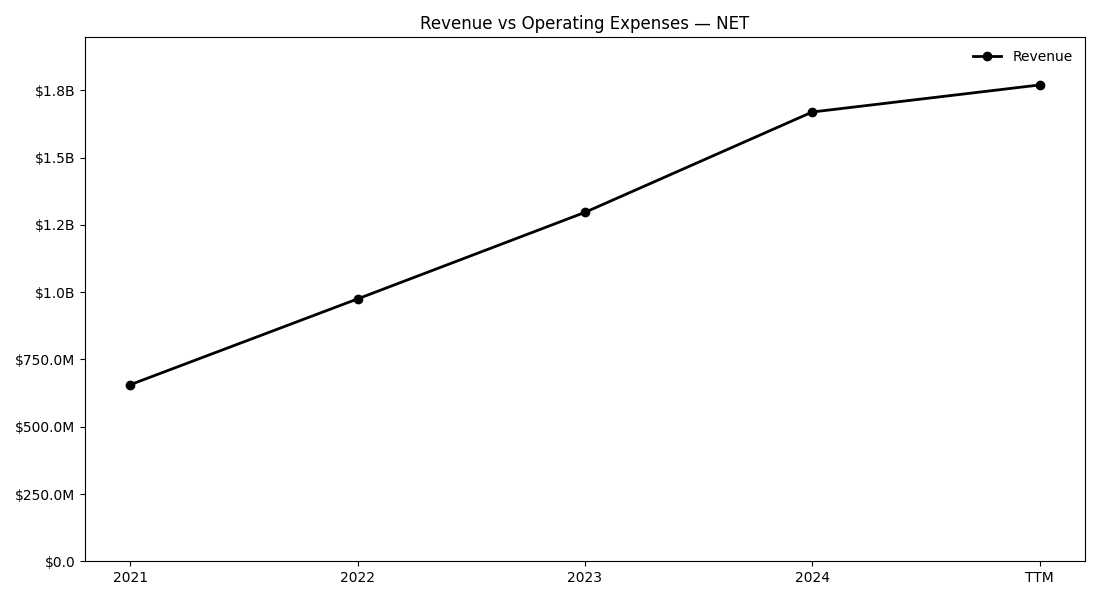 Revenue vs Operating Expenses — NET
Revenue
$1.8B
$1.5B
$1.2B
$1.0B
$750.0M
$500.0M
$250.0M
$0.0
2021 2022 2023 2024 TTM